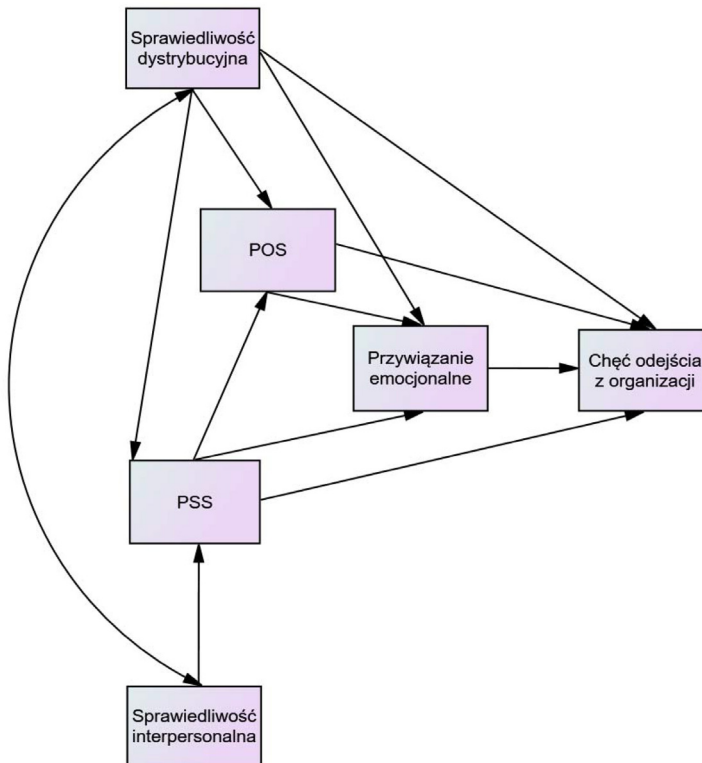 Sprawiedliwość
dystrybucyjna
POS
Przywiązanie
emocjonalne
Chęć odejścia
z organizacji
PSS
Sprawiedliwość
interpersonalna